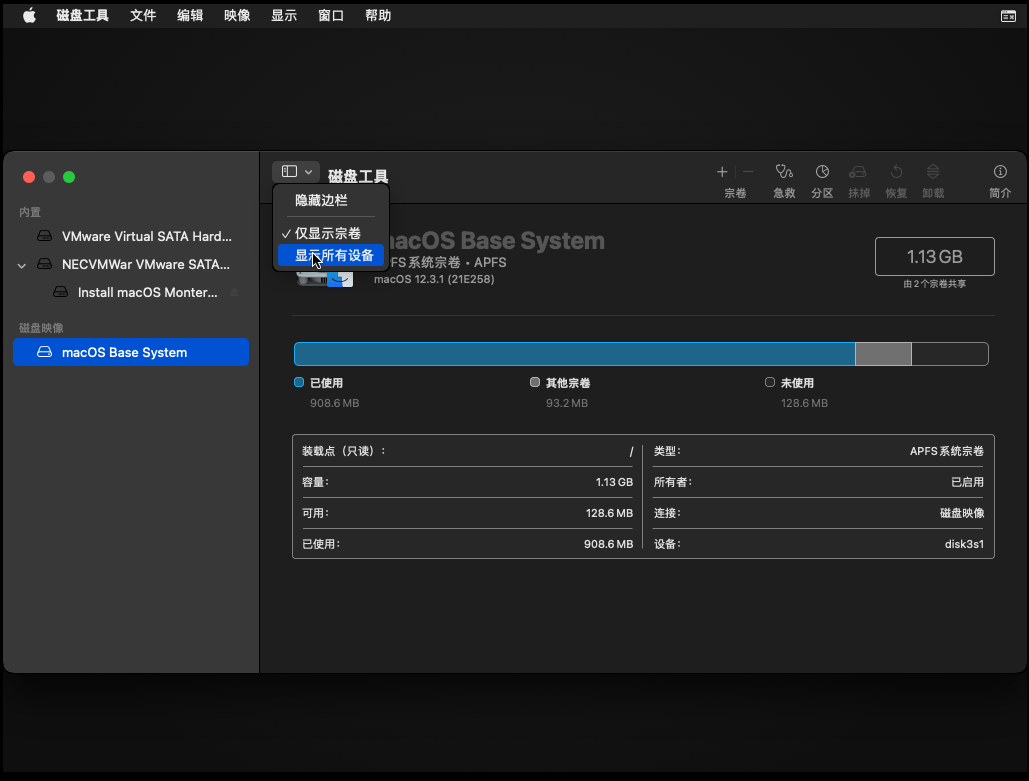 磁盘工具 文件 编辑 映像 显示 窗口 帮助
磁盘工具
宗卷 急救 分区 抹掉 恢复 卸载 简介
隐藏边栏
仅显示宗卷
显示所有设备
内置
VMware Virtual SATA Hard...
NECVMWar VMware SATA...
Install macOS Monter...
磁盘映像
macOS Base System
acOS Base System
FS系统宗卷 • APFS
macOS 12.3.1 (21E258)
1.13 GB
由2个宗卷共享
已使用
908.6 MB
其他宗卷
93.2 MB
未使用
128.6 MB
装载点（只读）: /
类型: APFS系统宗卷
容量: 1.13 GB
所有者: 已启用
可用: 128.6 MB
连接: 磁盘映像
已使用: 908.6 MB
设备: disk3s1